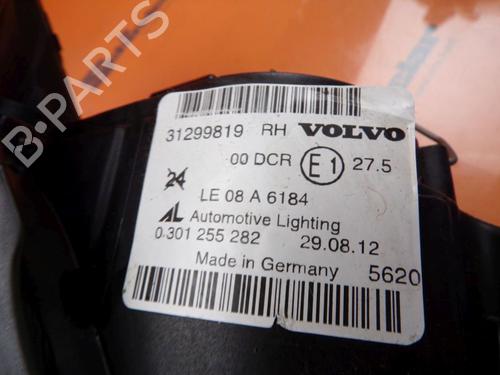 31299819 RH VOLVO
00 DCR E1 27.5
24
LE 08 A 6184
AL Automotive Lighting
0 301 255 282 29.08.12
Made in Germany 5620